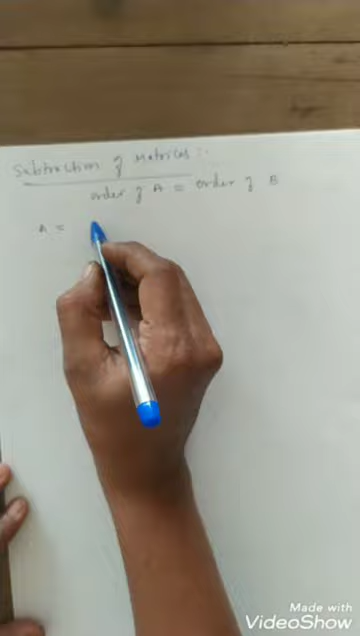 Subtraction of Matrices :-
order of A = order of B
A =
Made with
VideoShow